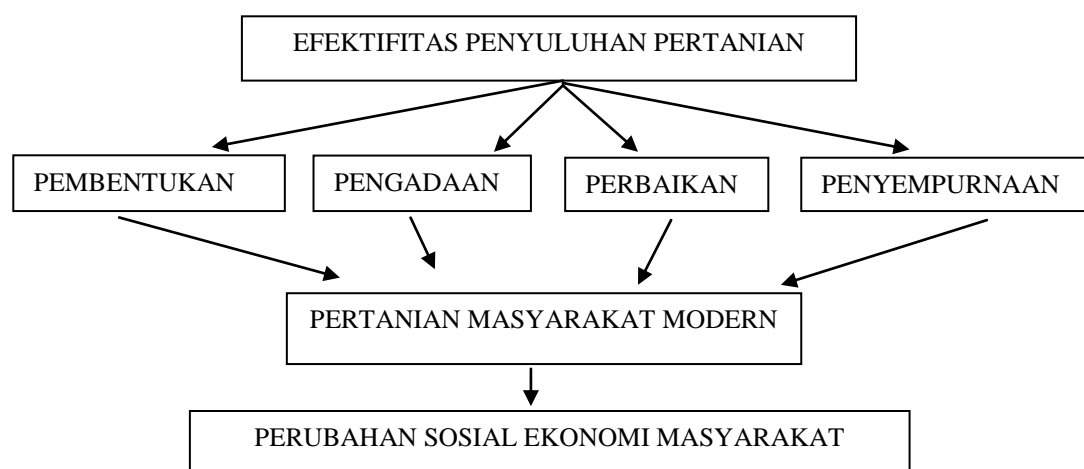 EFEKTIFITAS PENYULUHAN PERTANIAN
PEMBENTUKAN
PENGADAAN
PERBAIKAN
PENYEMPURNAAN
PERTANIAN MASYARAKAT MODERN
PERUBAHAN SOSIAL EKONOMI MASYARAKAT